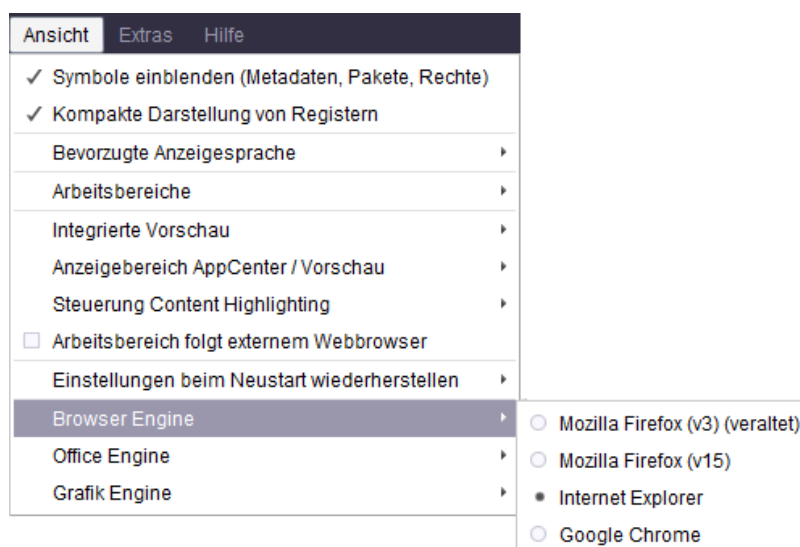 Ansicht Extras Hilfe
Symbole einblenden (Metadaten, Pakete, Rechte)
Kompakte Darstellung von Registern
Bevorzugte Anzeigesprache
Arbeitsbereiche
Integrierte Vorschau
Anzeigebereich AppCenter / Vorschau
Steuerung Content Highlighting
Arbeitsbereich folgt externem Webbrowser
Einstellungen beim Neustart wiederherstellen
Browser Engine
Office Engine
Grafik Engine
Mozilla Firefox (v3) (veraltet)
Mozilla Firefox (v15)
Internet Explorer
Google Chrome